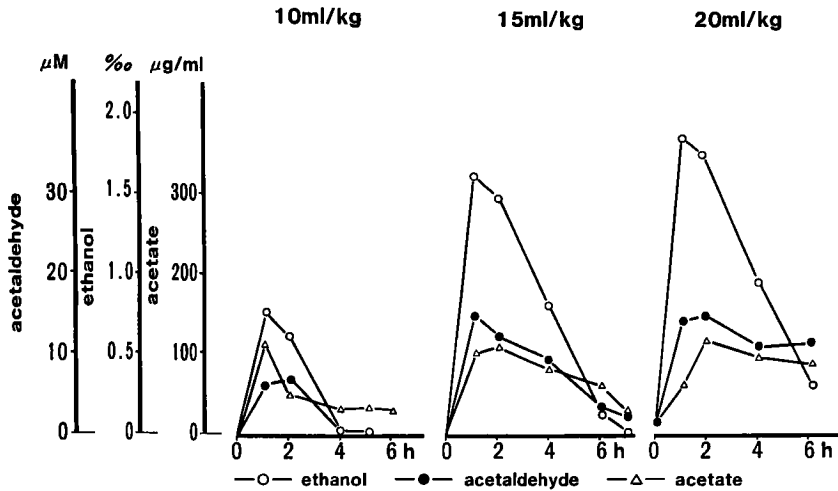 10ml/kg 15ml/kg 20ml/kg
μM ‰ μg/ml
acetaldehyde
ethanol
acetate
2.0
30 1.5 300
20 1.0 200
10 0.5 100
0 0 0
0 2 4 6 h 0 2 4 6 h 0 2 4 6 h
ethanol acetaldehyde acetate